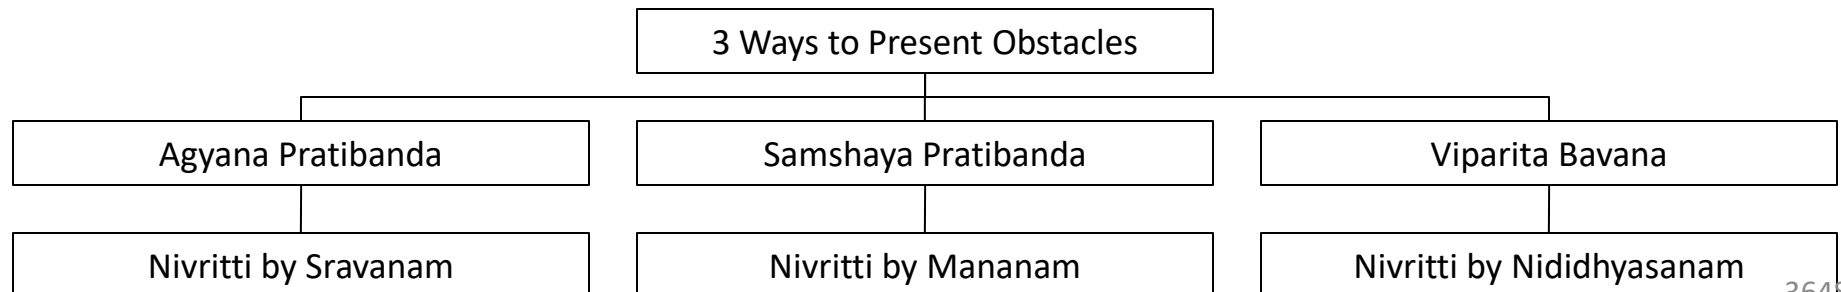 3 Ways to Present Obstacles
Agyana Pratibanda
Samshaya Pratibanda
Viparita Bavana
Nivritti by Sravanam
Nivritti by Mananam
Nivritti by Nididhyasanam